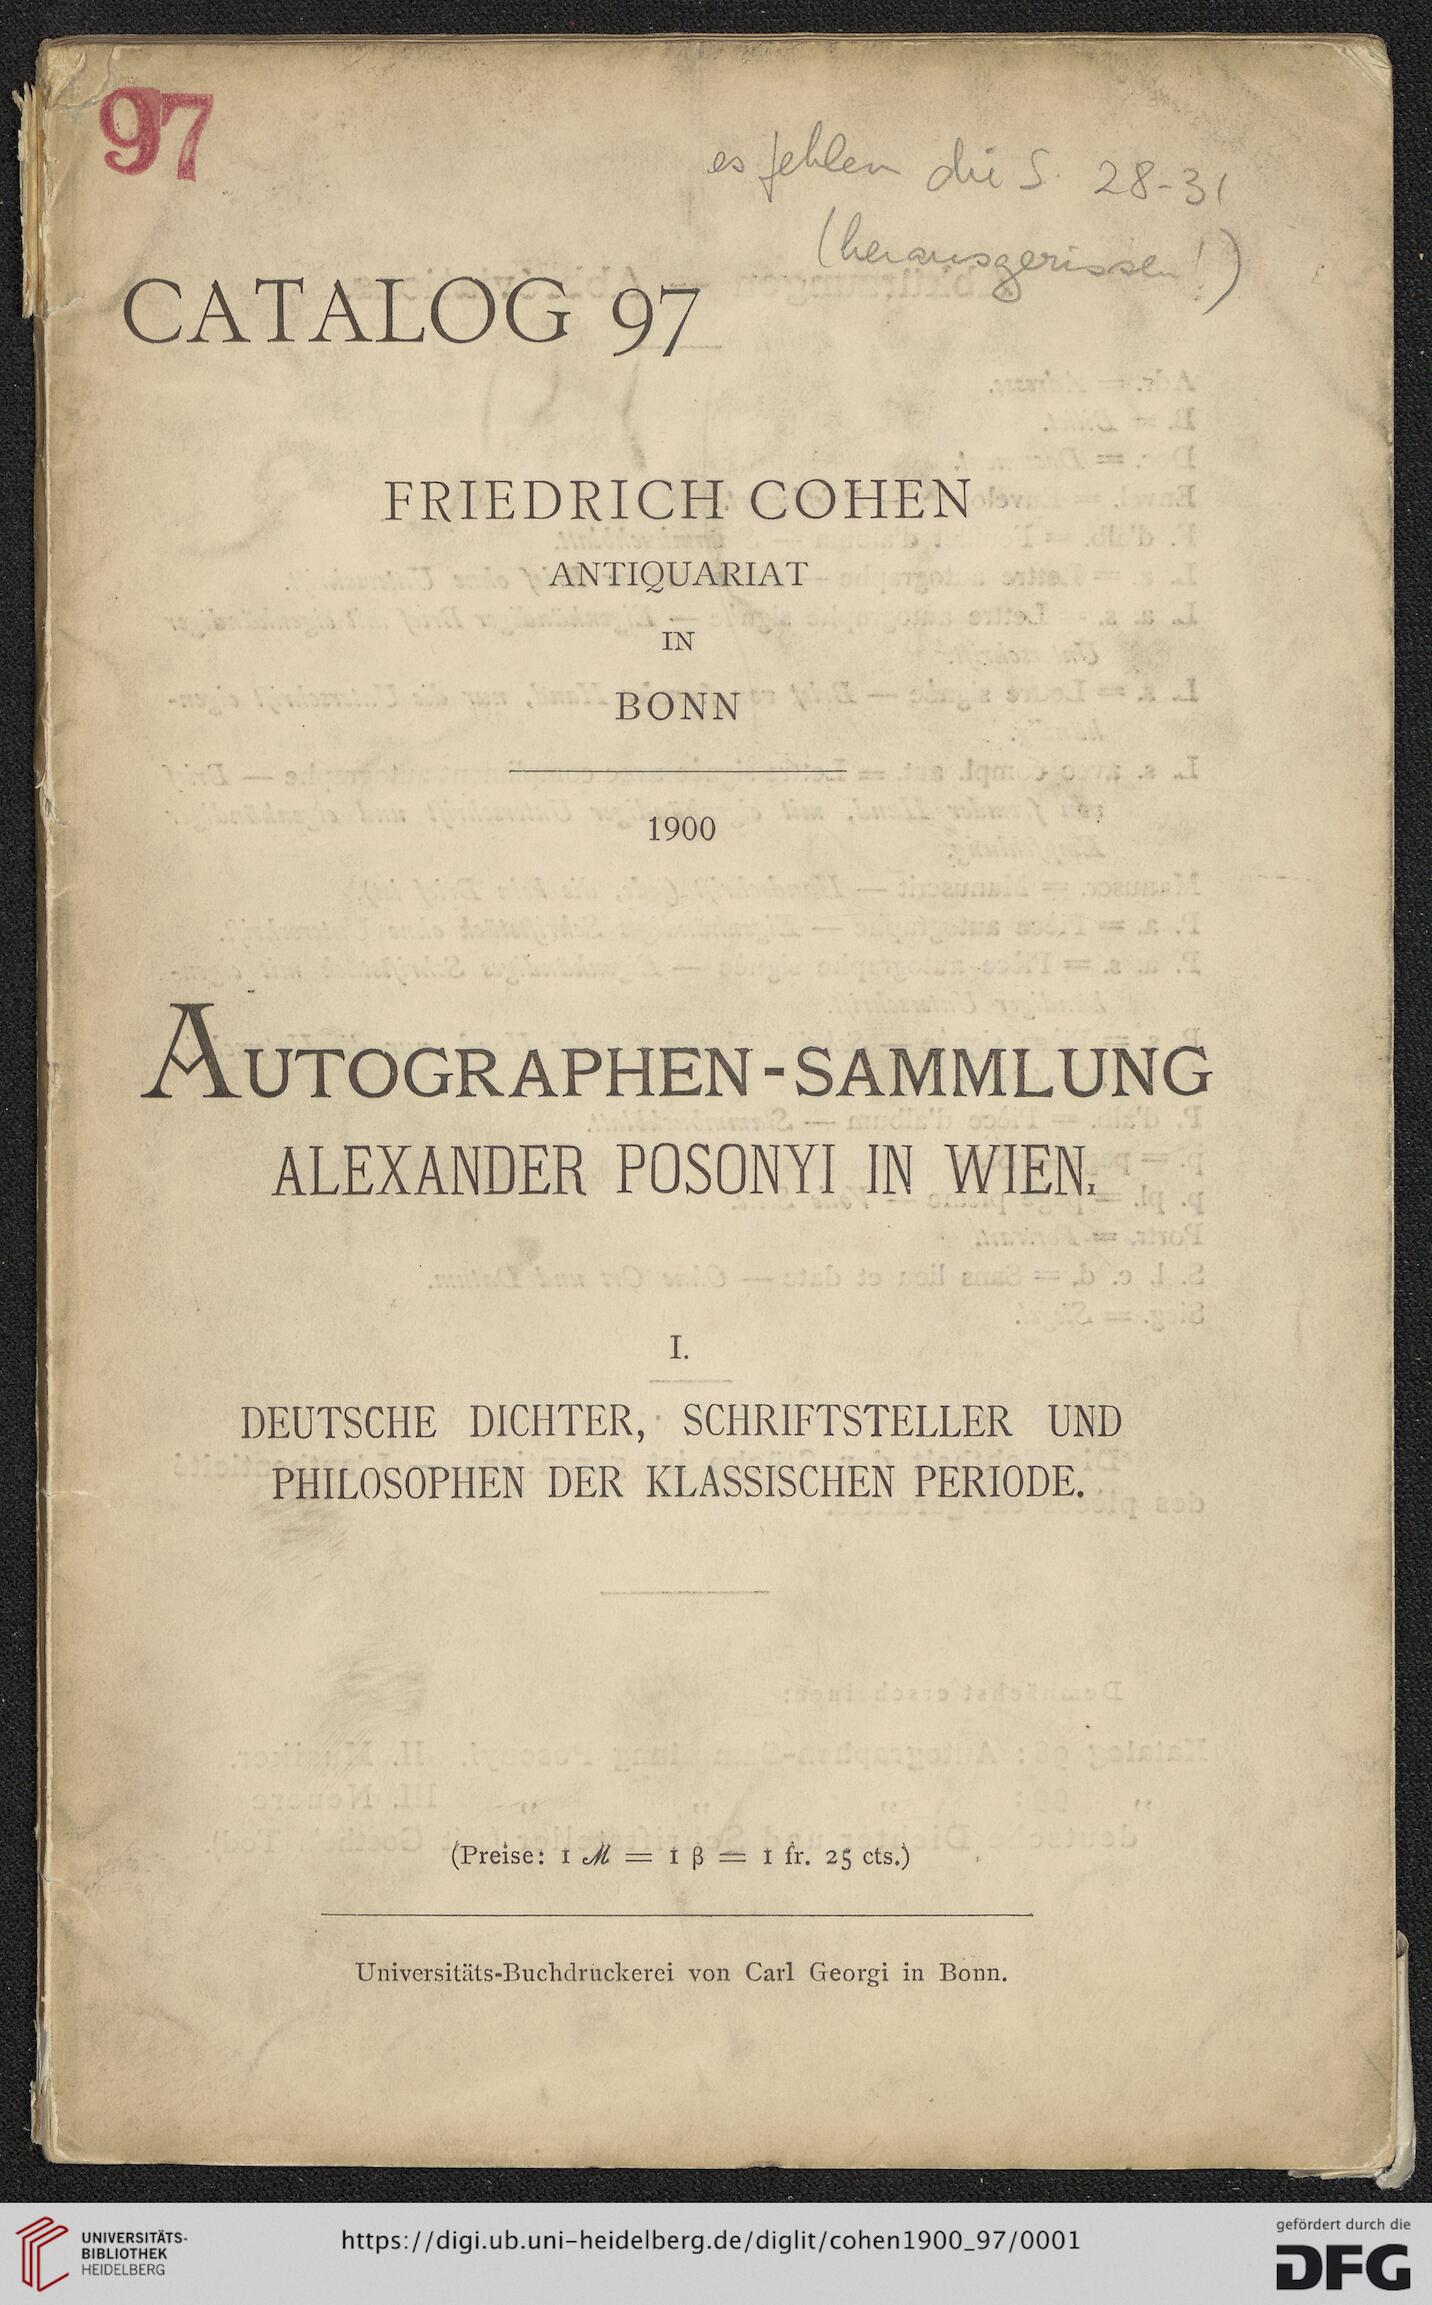 97
es fehlen die S. 28-31
(herausgerissen!)
CATALOG 97
FRIEDRICH COHEN
ANTIQUARIAT
IN
BONN
1900
AUTOGRAPHEN-SAMMLUNG
ALEXANDER POSONYI IN WIEN.
I.
DEUTSCHE DICHTER, SCHRIFTSTELLER UND
PHILOSOPHEN DER KLASSISCHEN PERIODE.
(Preise: 1 ℳ = 1 β = 1 fr. 25 cts.)
Universitäts-Buchdruckerei von Carl Georgi in Bonn.
UNIVERSITÄTS-
BIBLIOTHEK
HEIDELBERG
https://digi.ub.uni-heidelberg.de/diglit/cohen1900_97/0001
gefördert durch die
DFG